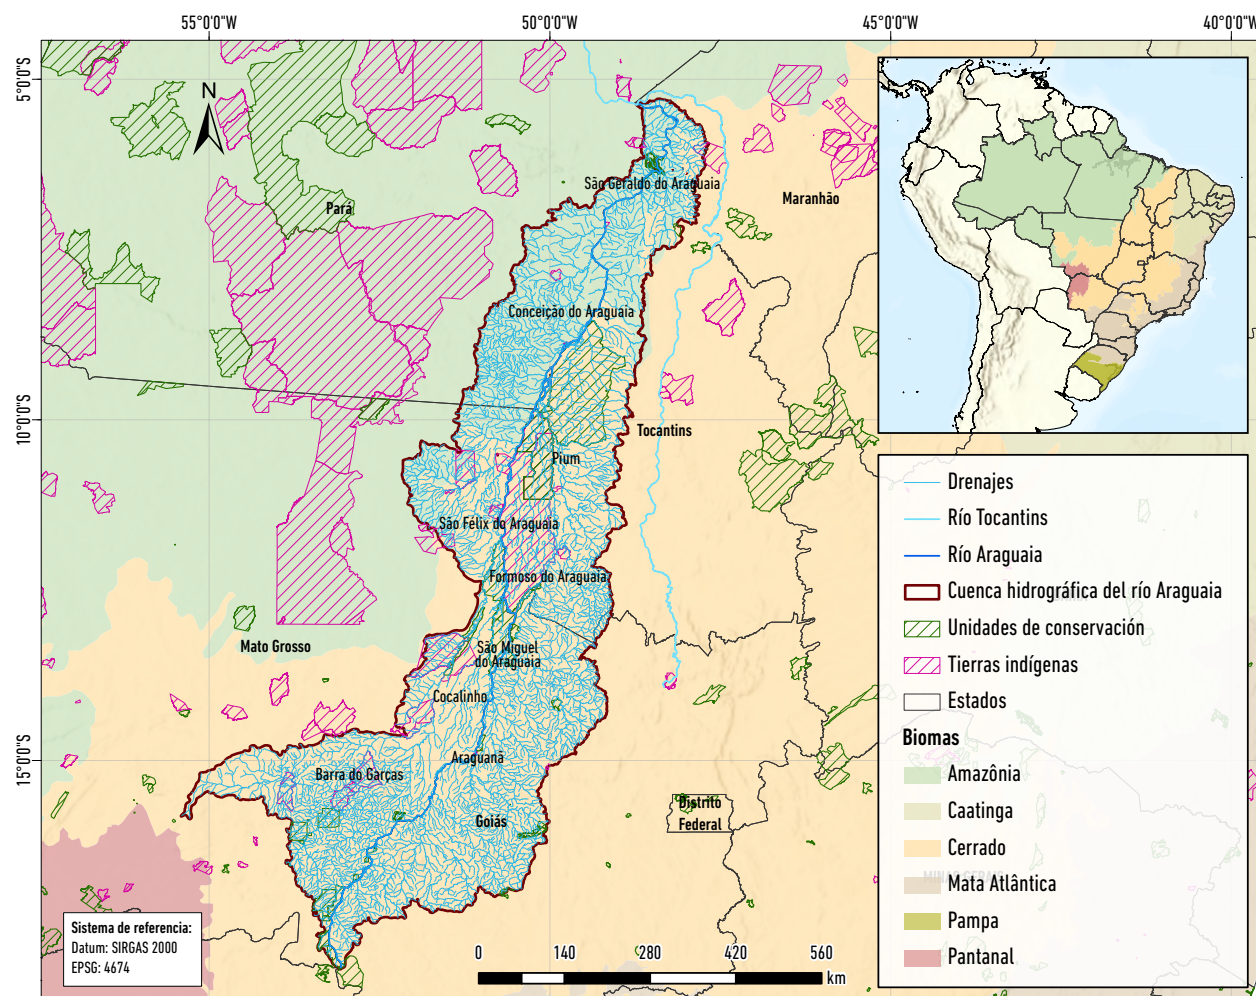 55°0'0"W
50°0'0"W
45°0'0"W
40°0'0"W
5°0'0"S
10°0'0"S
15°0'0"S
N
Pará
São Geraldo do Araguaia
Maranhão
Conceição do Araguaia
Tocantins
Pium
São Félix do Araguaia
Formoso do Araguaia
Mato Grosso
São Miguel
do Araguaia
Cocalinho
Araguanã
Barra do Garças
Goiás
Distrito
Federal
Drenajes
Río Tocantins
Río Araguaia
Cuenca hidrográfica del río Araguaia
Unidades de conservación
Tierras indígenas
Estados
Biomas
Amazônia
Caatinga
Cerrado
Mata Atlântica
Pampa
Pantanal
MINAS GERAIS
Sistema de referencia:
Datum: SIRGAS 2000
EPSG: 4674
0
140
280
420
560
km